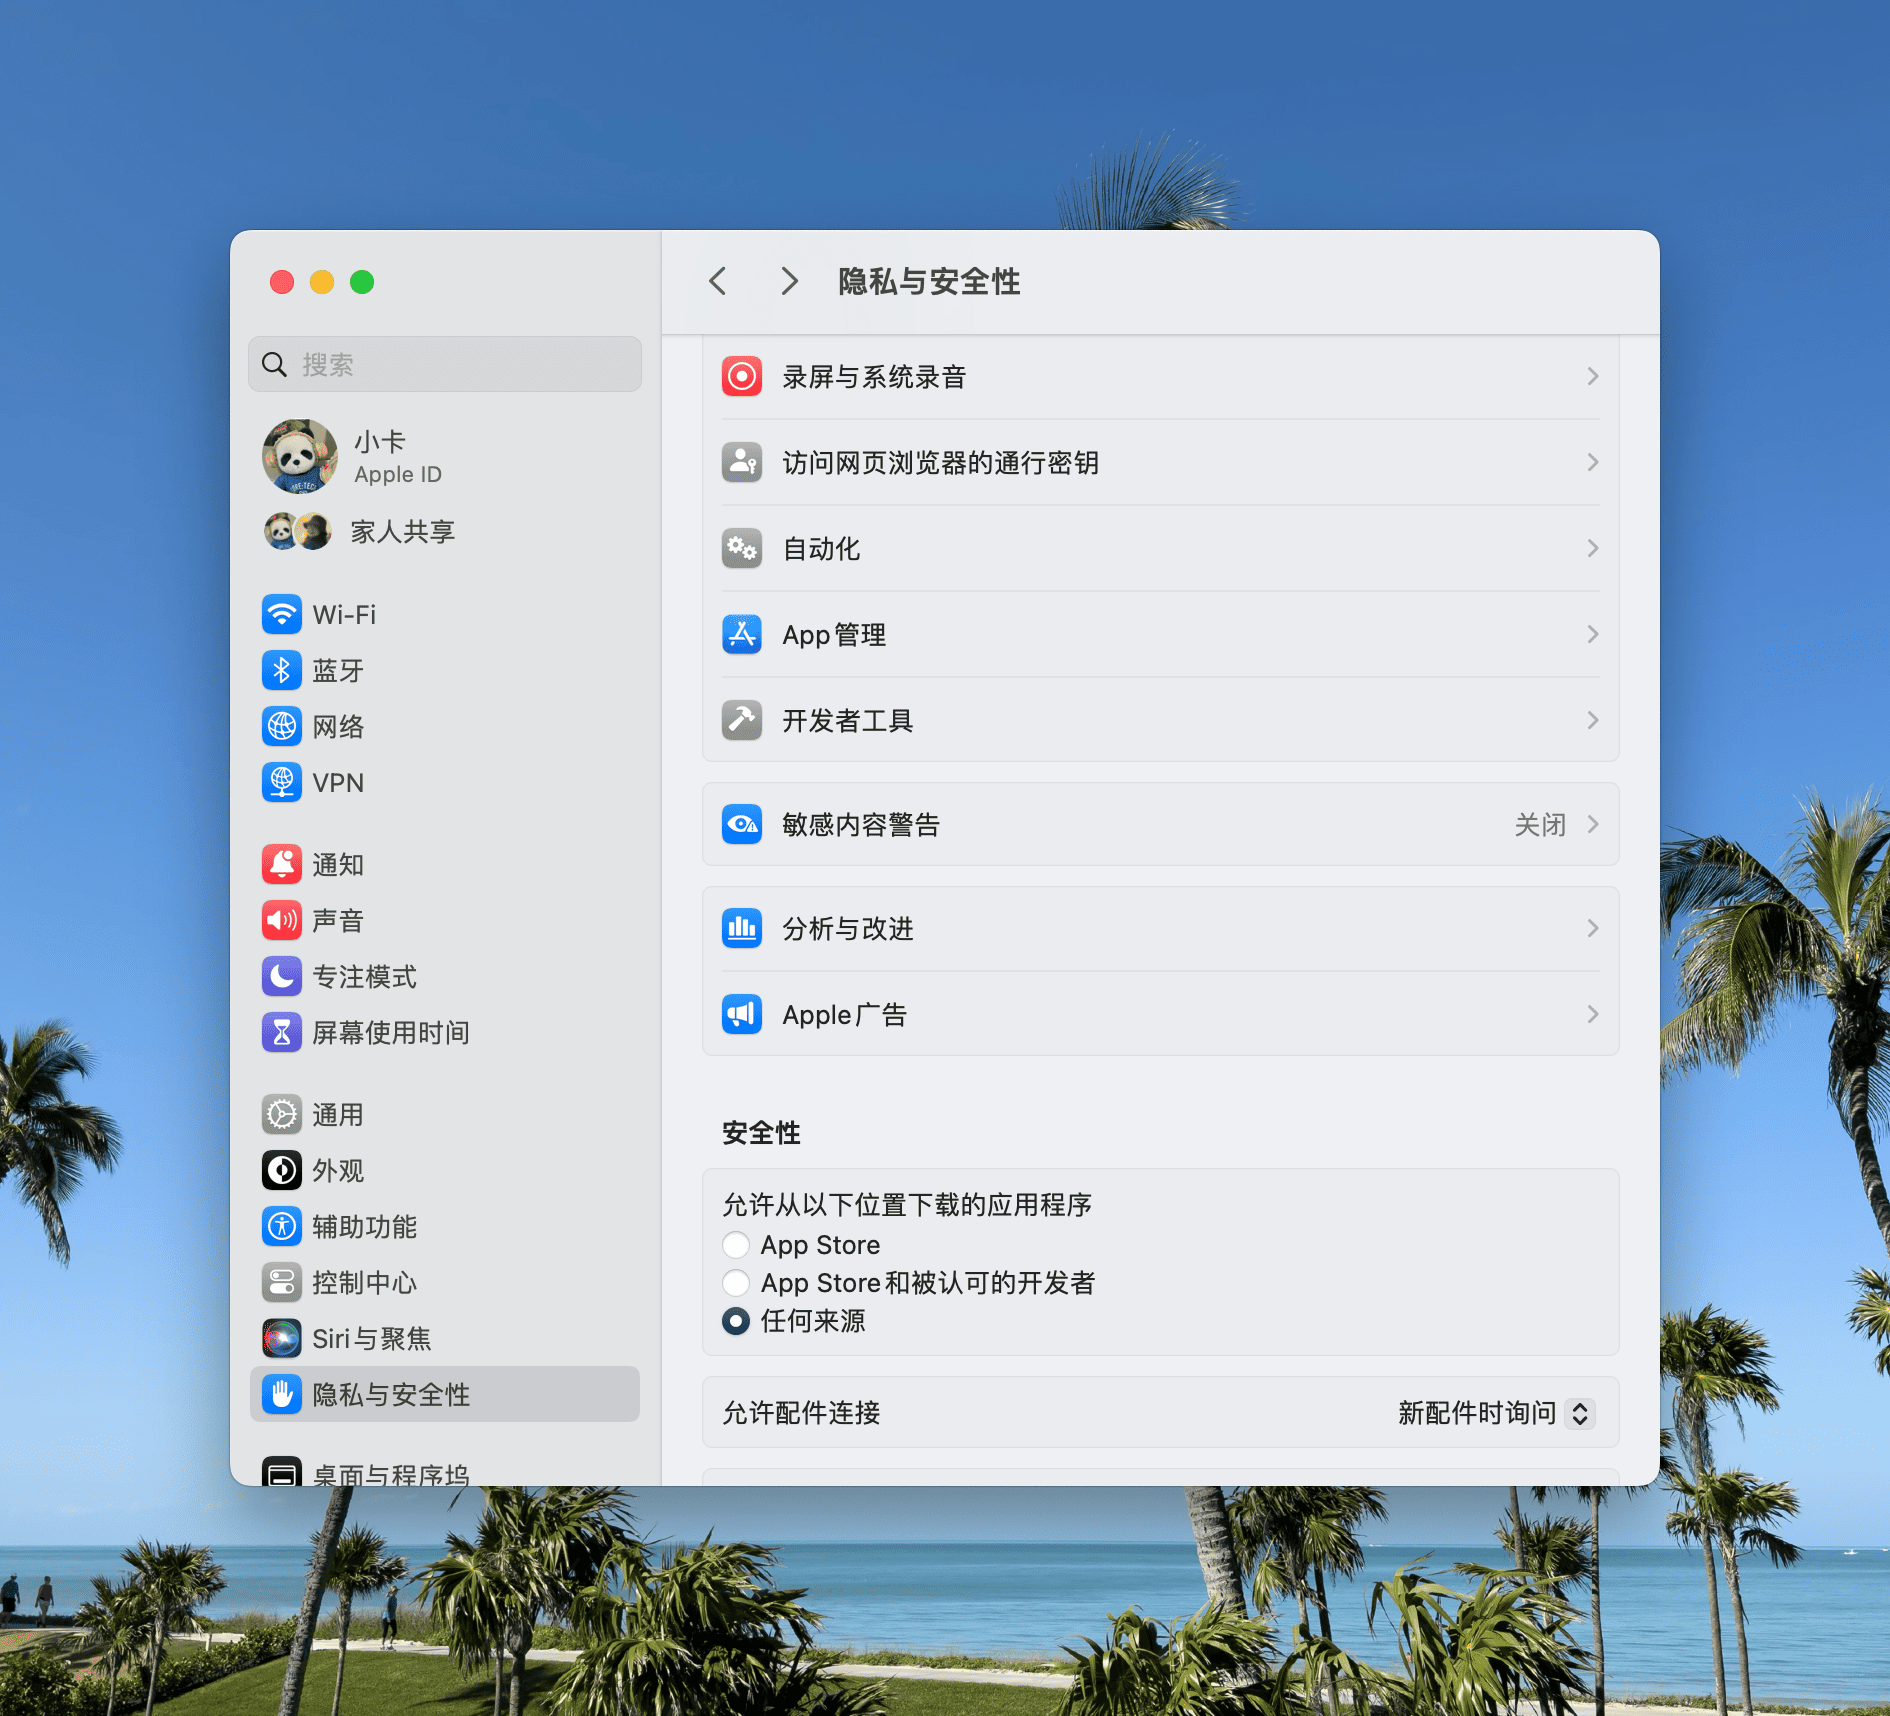 搜索
小卡
Apple ID
家人共享
Wi-Fi
蓝牙
网络
VPN
通知
声音
专注模式
屏幕使用时间
通用
外观
辅助功能
控制中心
Siri与聚焦
隐私与安全性
桌面与程序坞
隐私与安全性
录屏与系统录音
访问网页浏览器的通行密钥
自动化
App管理
开发者工具
敏感内容警告 关闭
分析与改进
Apple广告
安全性
允许从以下位置下载的应用程序
App Store
App Store和被认可的开发者
任何来源
允许配件连接 新配件时询问